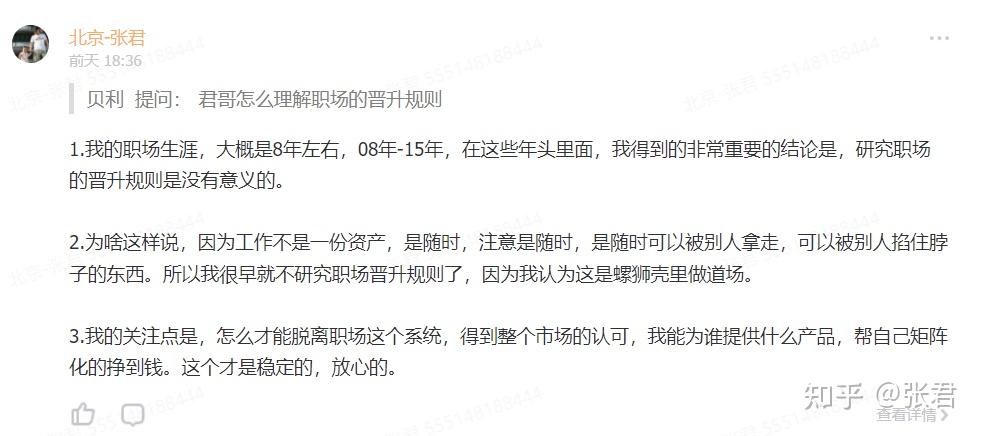 北京-张君
前天 18:36
贝利 提问： 君哥怎么理解职场的晋升规则
1.我的职场生涯，大概是8年左右，08年-15年，在这些年头里面，我得到的非常重要的结论是，研究职场
的晋升规则是没有意义的。
2.为啥这样说，因为工作不是一份资产，是随时，注意是随时，是随时可以被别人拿走，可以被别人掐住脖
子的东西。所以我很早就不研究职场晋升规则了，因为我认为这是螺狮壳里做道场。
3.我的关注点是，怎么才能脱离职场这个系统，得到整个市场的认可，我能为谁提供什么产品，帮自己矩阵
化的挣到钱。这个才是稳定的，放心的。
知乎 @张君
查看详情
北京-张君 555148188444